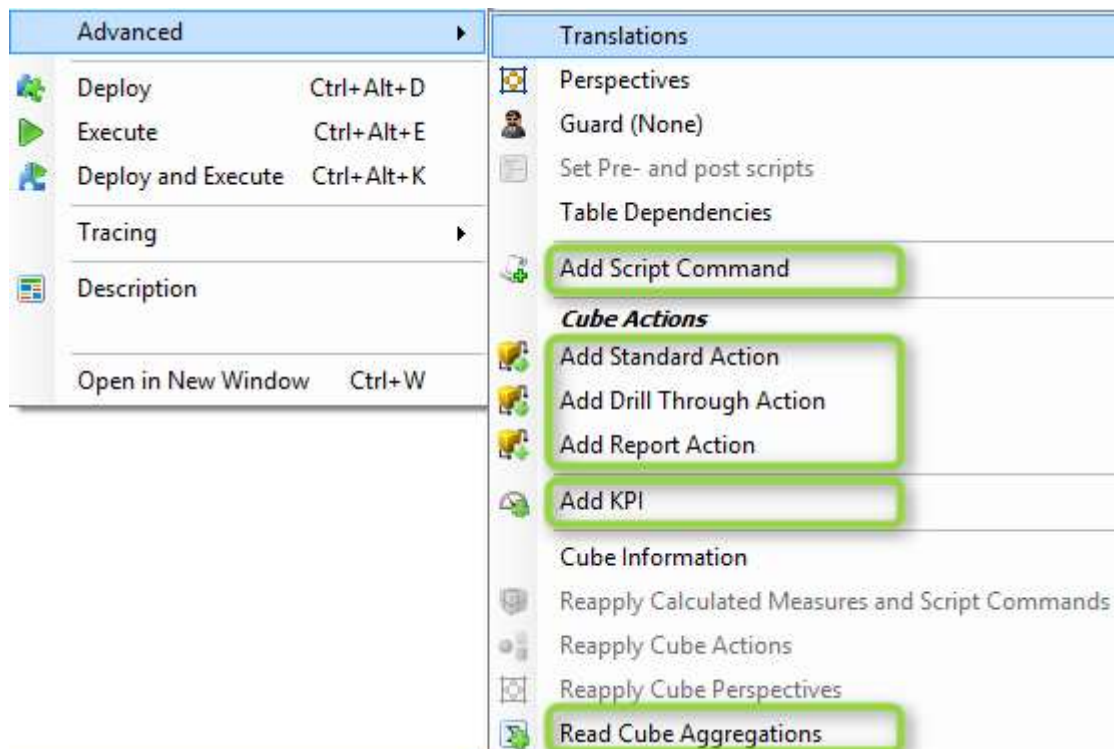 Advanced
Deploy Ctrl+Alt+D
Execute Ctrl+Alt+E
Deploy and Execute Ctrl+Alt+K
Tracing
Description
Open in New Window Ctrl+W
Translations
Perspectives
Guard (None)
Set Pre- and post scripts
Table Dependencies
Add Script Command
Cube Actions
Add Standard Action
Add Drill Through Action
Add Report Action
Add KPI
Cube Information
Reapply Calculated Measures and Script Commands
Reapply Cube Actions
Reapply Cube Perspectives
Read Cube Aggregations